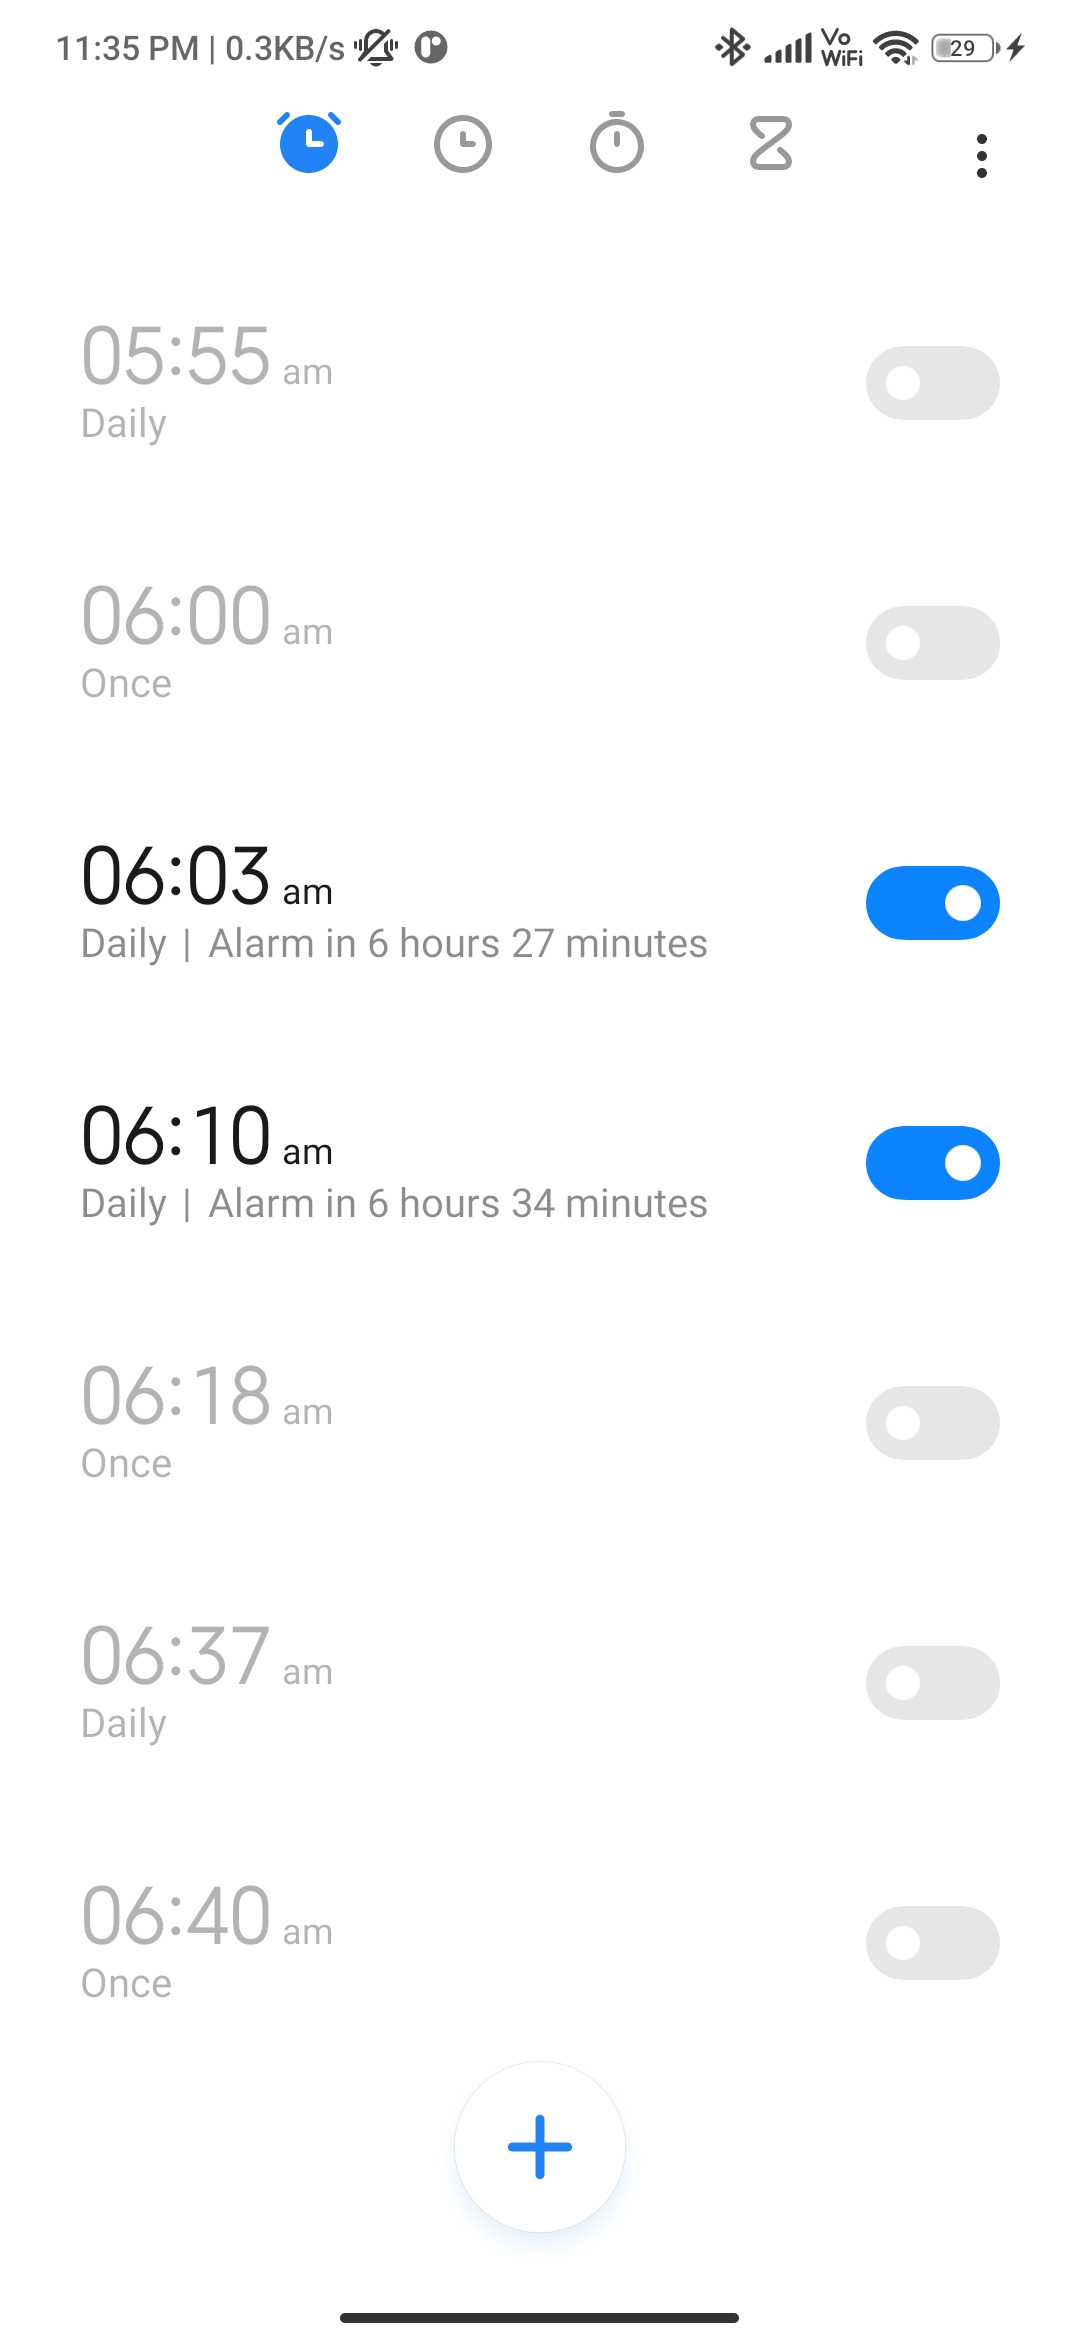 11:35 PM | 0.3KB/s Vo WiFi 29
05:55 am
Daily
06:00 am
Once
06:03 am
Daily | Alarm in 6 hours 27 minutes
06:10 am
Daily | Alarm in 6 hours 34 minutes
06:18 am
Once
06:37 am
Daily
06:40 am
Once